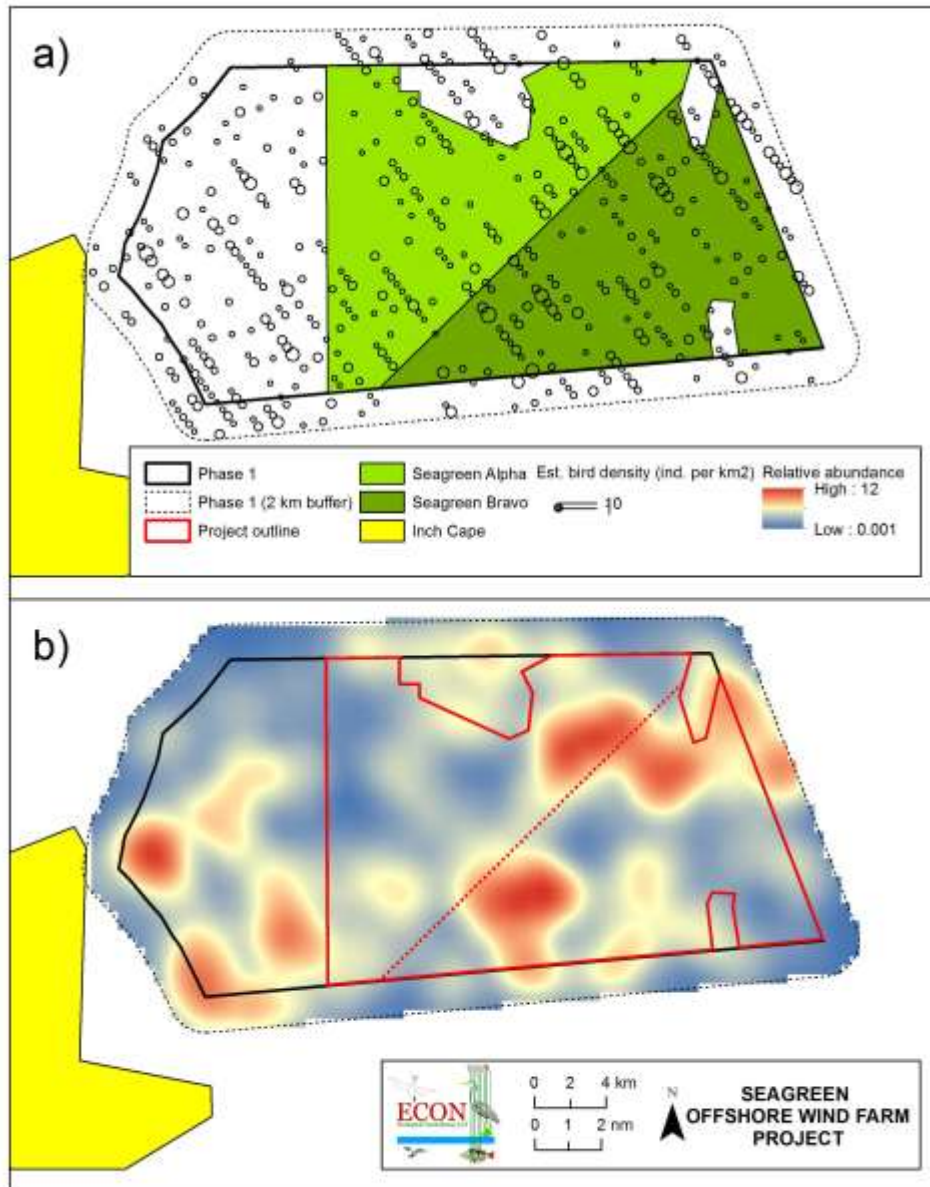 a)
Phase 1
Phase 1 (2 km buffer)
Project outline
Seagreen Alpha
Seagreen Bravo
Inch Cape
Est. bird density (ind. per km2)
10
1
Relative abundance
High : 12
Low : 0.001
b)
ECON
0 2 4 km
0 1 2 nm
N
SEAGREEN
OFFSHORE WIND FARM
PROJECT